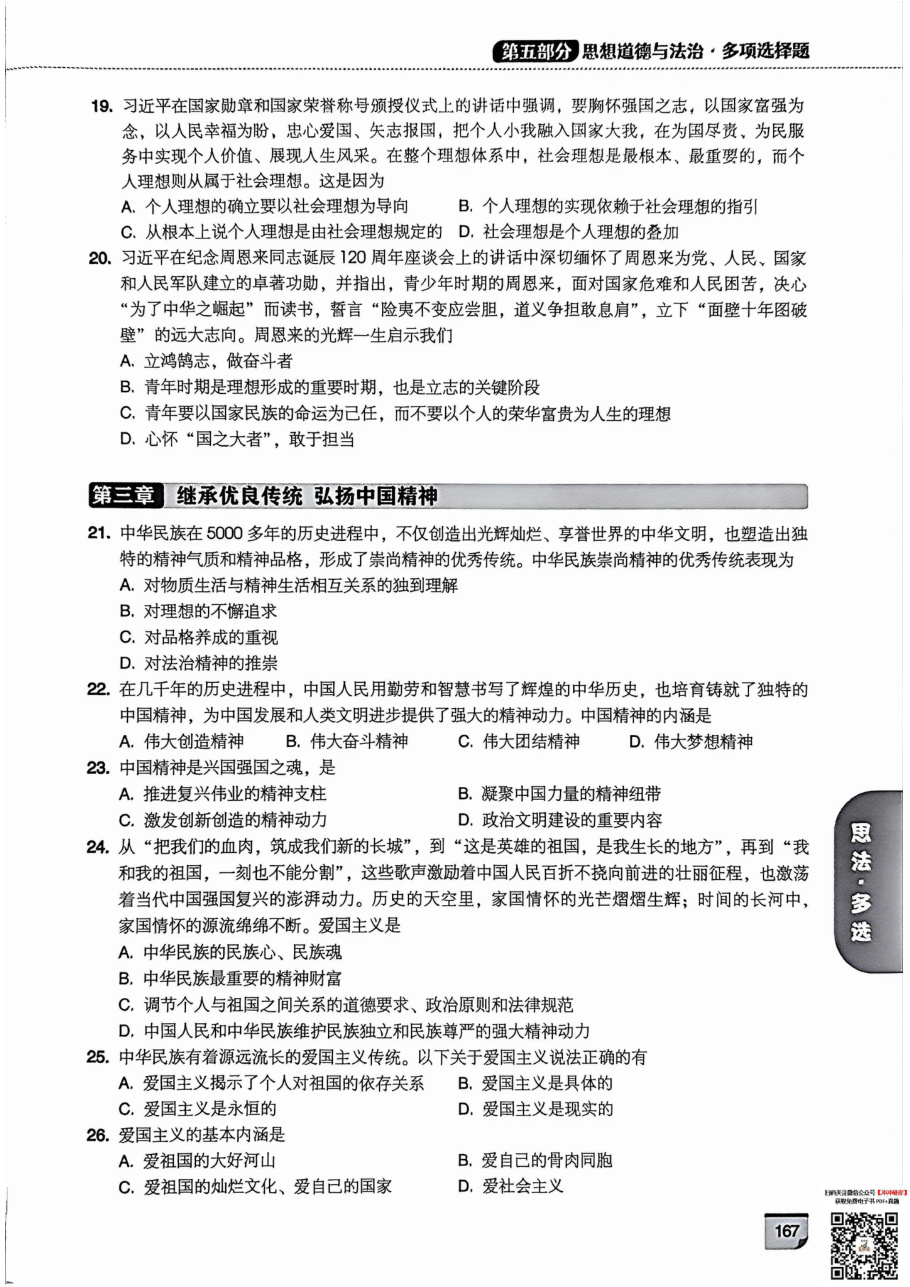 第五部分 思想道德与法治·多项选择题
19. 习近平在国家勋章和国家荣誉称号颁授仪式上的讲话中强调，要胸怀强国之志，以国家富强为
念，以人民幸福为盼，忠心爱国、矢志报国，把个人小我融入国家大我，在为国尽责、为民服
务中实现个人价值、展现人生风采。在整个理想体系中，社会理想是最根本、最重要的，而个
人理想则从属于社会理想。这是因为
A. 个人理想的确立要以社会理想为导向 B. 个人理想的实现依赖于社会理想的指引
C. 从根本上说个人理想是由社会理想规定的 D. 社会理想是个人理想的叠加
20. 习近平在纪念周恩来同志诞辰 120 周年座谈会上的讲话中深切缅怀了周恩来为党、人民、国家
和人民军队建立的卓著功勋，并指出，青少年时期的周恩来，面对国家危难和人民困苦，决心
“为了中华之崛起”而读书，誓言“险夷不变应尝胆，道义争担敢息肩”，立下“面壁十年图破
壁”的远大志向。周恩来的光辉一生启示我们
A. 立鸿鹄志，做奋斗者
B. 青年时期是理想形成的重要时期，也是立志的关键阶段
C. 青年要以国家民族的命运为己任，而不要以个人的荣华富贵为人生的理想
D. 心怀“国之大者”，敢于担当
第三章 继承优良传统 弘扬中国精神
21. 中华民族在 5000 多年的历史进程中，不仅创造出光辉灿烂、享誉世界的中华文明，也塑造出独
特的精神气质和精神品格，形成了崇尚精神的优秀传统。中华民族崇尚精神的优秀传统表现为
A. 对物质生活与精神生活相互关系的独到理解
B. 对理想的不懈追求
C. 对品格养成的重视
D. 对法治精神的推崇
22. 在几千年的历史进程中，中国人民用勤劳和智慧书写了辉煌的中华历史，也培育铸就了独特的
中国精神，为中国发展和人类文明进步提供了强大的精神动力。中国精神的内涵是
A. 伟大创造精神 B. 伟大奋斗精神 C. 伟大团结精神 D. 伟大梦想精神
23. 中国精神是兴国强国之魂，是
A. 推进复兴伟业的精神支柱 B. 凝聚中国力量的精神纽带
C. 激发创新创造的精神动力 D. 政治文明建设的重要内容
24. 从“把我们的血肉，筑成我们新的长城”，到“这是英雄的祖国，是我生长的地方”，再到“我
和我的祖国，一刻也不能分割”，这些歌声激励着中国人民百折不挠向前进的壮丽征程，也激荡
着当代中国强国复兴的澎湃动力。历史的天空里，家国情怀的光芒熠熠生辉；时间的长河中，
家国情怀的源流绵绵不断。爱国主义是
A. 中华民族的民族心、民族魂
B. 中华民族最重要的精神财富
C. 调节个人与祖国之间关系的道德要求、政治原则和法律规范
D. 中国人民和中华民族维护民族独立和民族尊严的强大精神动力
25. 中华民族有着源远流长的爱国主义传统。以下关于爱国主义说法正确的有
A. 爱国主义揭示了个人对祖国的依存关系 B. 爱国主义是具体的
C. 爱国主义是永恒的 D. 爱国主义是现实的
26. 爱国主义的基本内涵是
A. 爱祖国的大好河山 B. 爱自己的骨肉同胞
C. 爱祖国的灿烂文化、爱自己的国家 D. 爱社会主义
思法·多选
扫码关注微信公众号【冲冲研官】
获取免费电子书PDF+真题
167